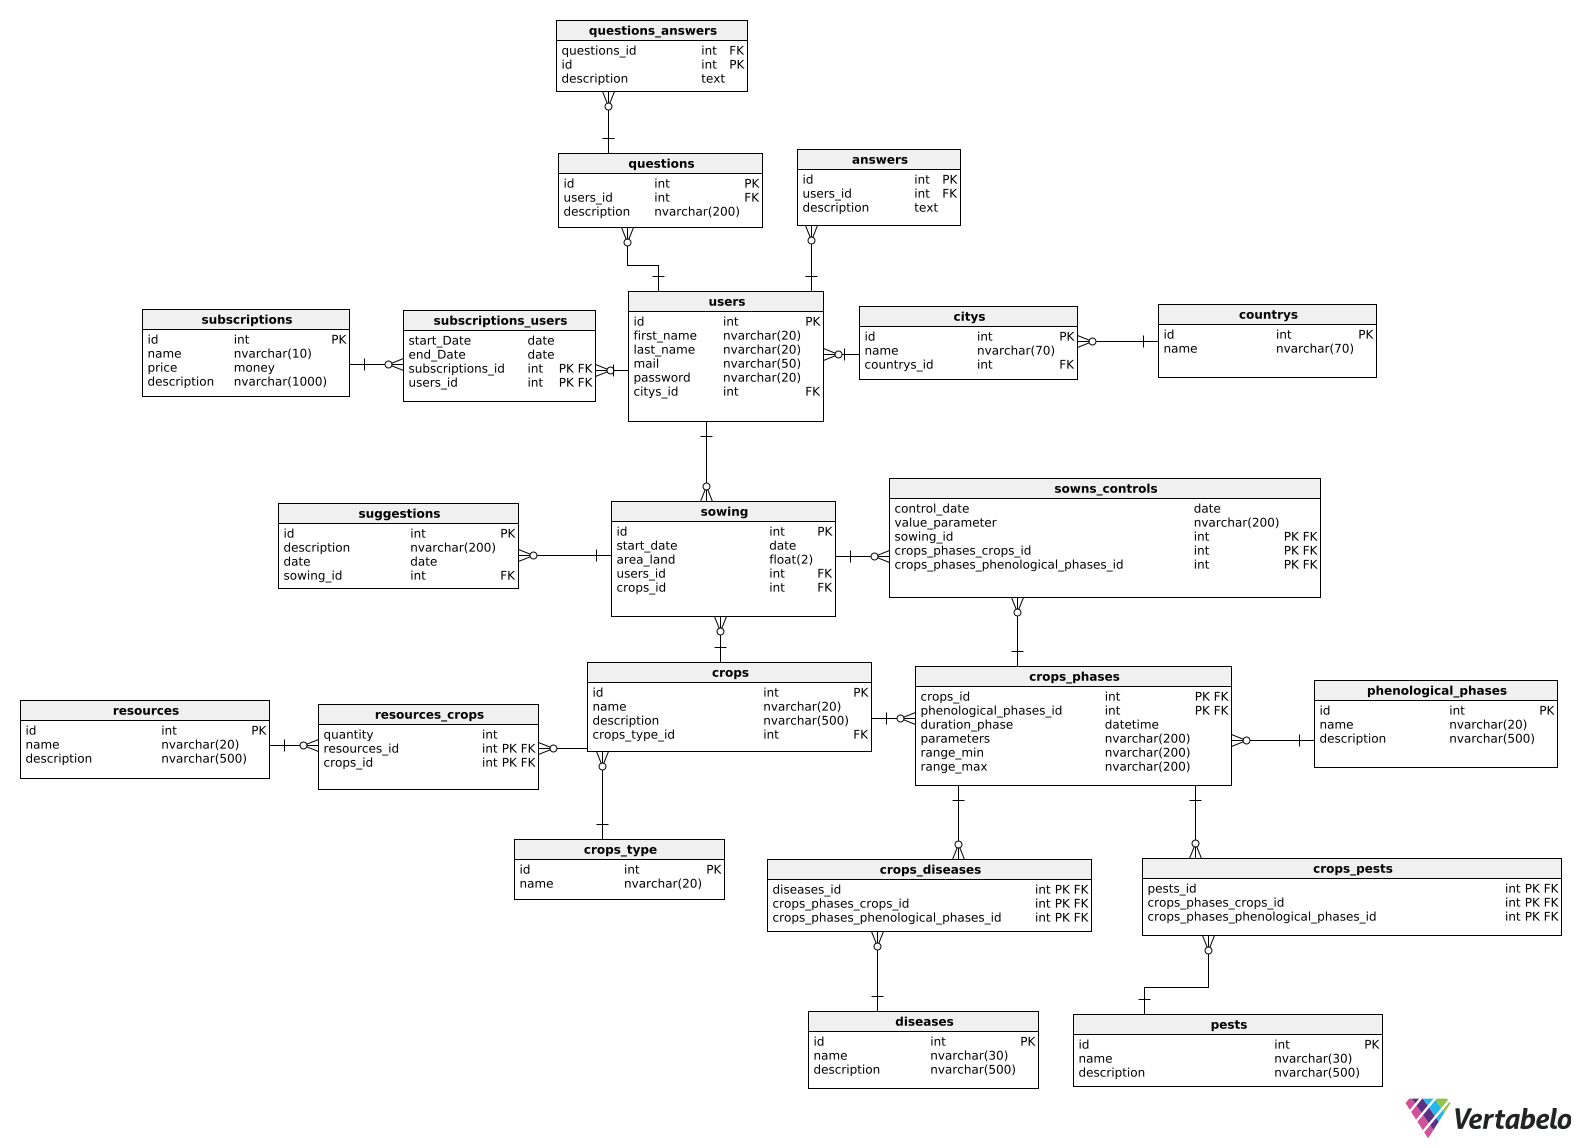 questions_answers
questions_id int FK
id int PK
description text
questions
id int PK
users_id int FK
description nvarchar(200)
answers
id int PK
users_id int FK
description text
subscriptions
id int PK
name nvarchar(10)
price money
description nvarchar(1000)
subscriptions_users
start_Date date
end_Date date
subscriptions_id int PK FK
users_id int PK FK
users
id int PK
first_name nvarchar(20)
last_name nvarchar(20)
mail nvarchar(50)
password nvarchar(20)
citys_id int FK
citys
id int PK
name nvarchar(70)
countrys_id int FK
countrys
id int PK
name nvarchar(70)
suggestions
id int PK
description nvarchar(200)
date date
sowing_id int FK
sowing
id int PK
start_date date
area_land float(2)
users_id int FK
crops_id int FK
sowns_controls
control_date date
value_parameter nvarchar(200)
sowing_id int PK FK
crops_phases_crops_id int PK FK
crops_phases_phenological_phases_id int PK FK
resources
id int PK
name nvarchar(20)
description nvarchar(500)
resources_crops
quantity int
resources_id int PK FK
crops_id int PK FK
crops
id int PK
name nvarchar(20)
description nvarchar(500)
crops_type_id int FK
crops_phases
crops_id int PK FK
phenological_phases_id int PK FK
duration_phase datetime
parameters nvarchar(200)
range_min nvarchar(200)
range_max nvarchar(200)
phenological_phases
id int PK
name nvarchar(20)
description nvarchar(500)
crops_type
id int PK
name nvarchar(20)
crops_diseases
diseases_id int PK FK
crops_phases_crops_id int PK FK
crops_phases_phenological_phases_id int PK FK
crops_pests
pests_id int PK FK
crops_phases_crops_id int PK FK
crops_phases_phenological_phases_id int PK FK
diseases
id int PK
name nvarchar(30)
description nvarchar(500)
pests
id int PK
name nvarchar(30)
description nvarchar(500)
Vertabelo